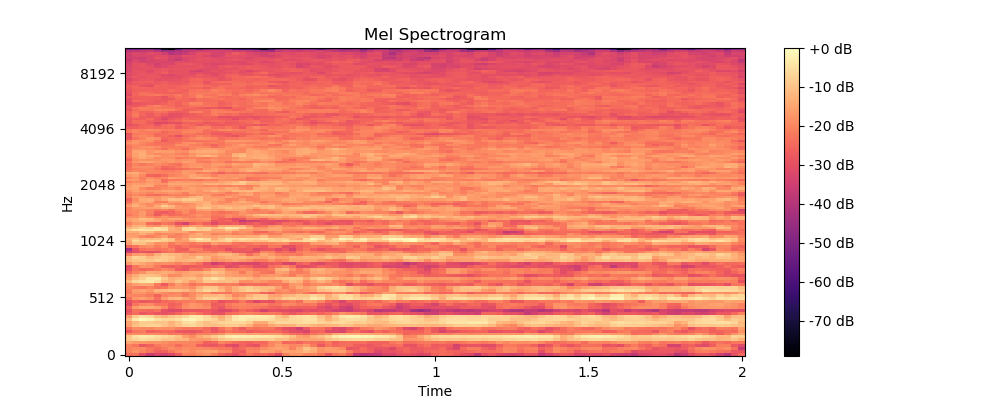 Mel Spectrogram
Hz
8192
4096
2048
1024
512
0
0 0.5 1 1.5 2
Time
+0 dB
-10 dB
-20 dB
-30 dB
-40 dB
-50 dB
-60 dB
-70 dB